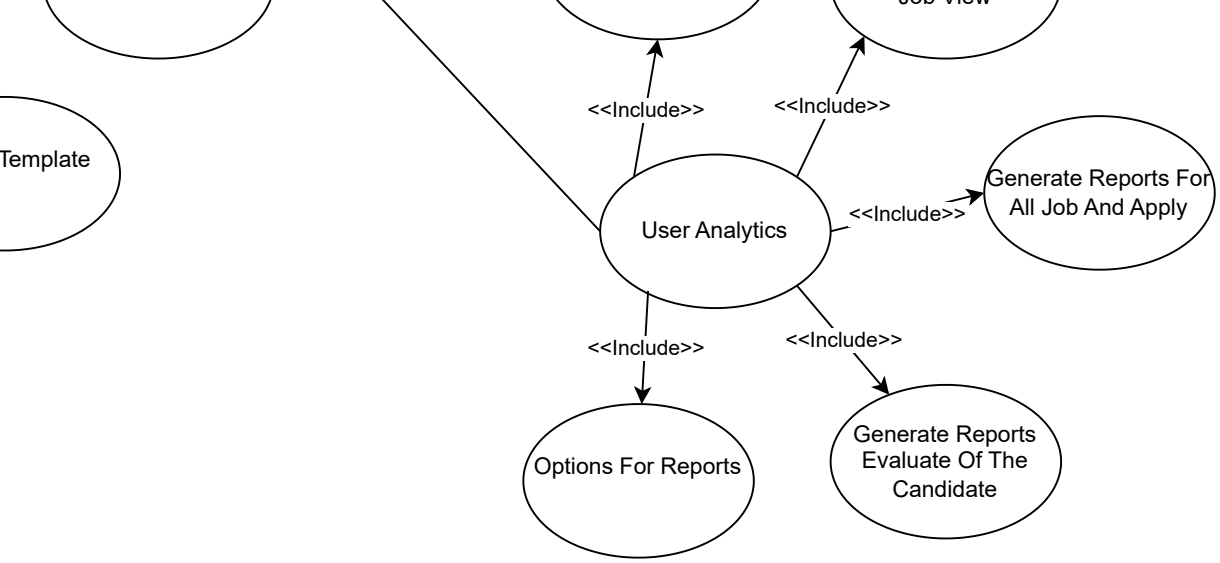 Job View
<<Include>>
<<Include>>
Template
Generate Reports For
All Job And Apply
<<Include>>
User Analytics
<<Include>>
<<Include>>
Generate Reports
Evaluate Of The
Candidate
Options For Reports